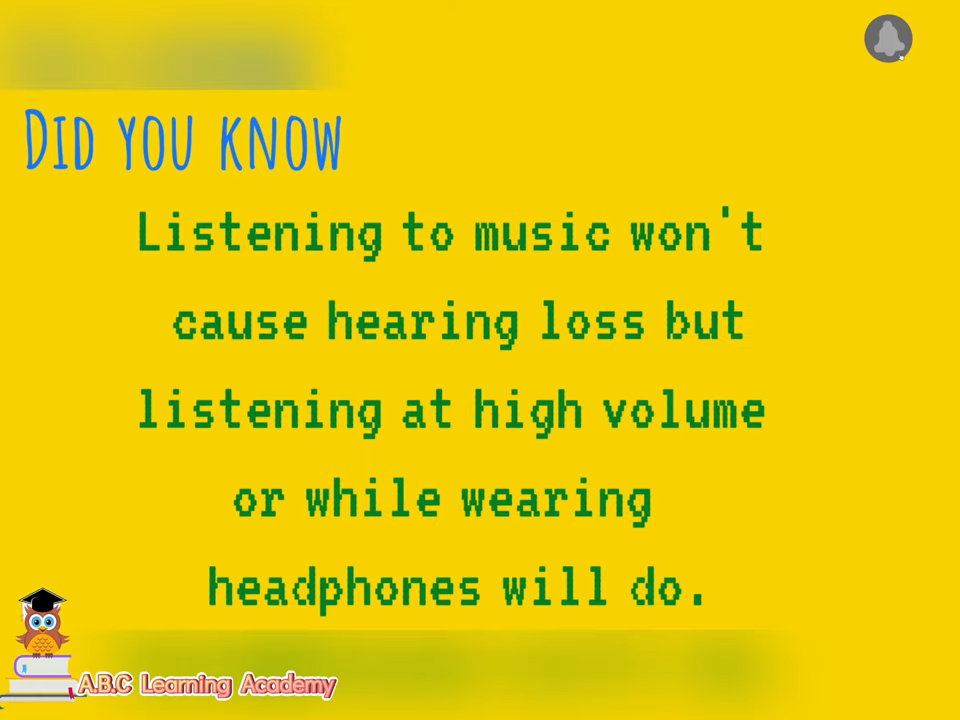 Did you know
Listening to music won't
cause hearing loss but
listening at high volume
or while wearing
headphones will do.
A.B.C Learning Academy